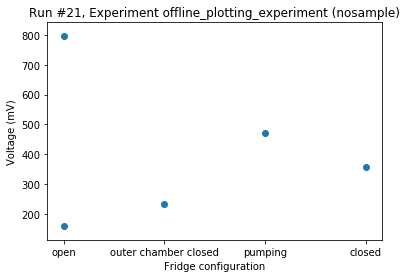 Run #21, Experiment offline_plotting_experiment (nosample)
800
700
600
500
400
300
200
Voltage (mV)
open
outer chamber closed
pumping
closed
Fridge configuration